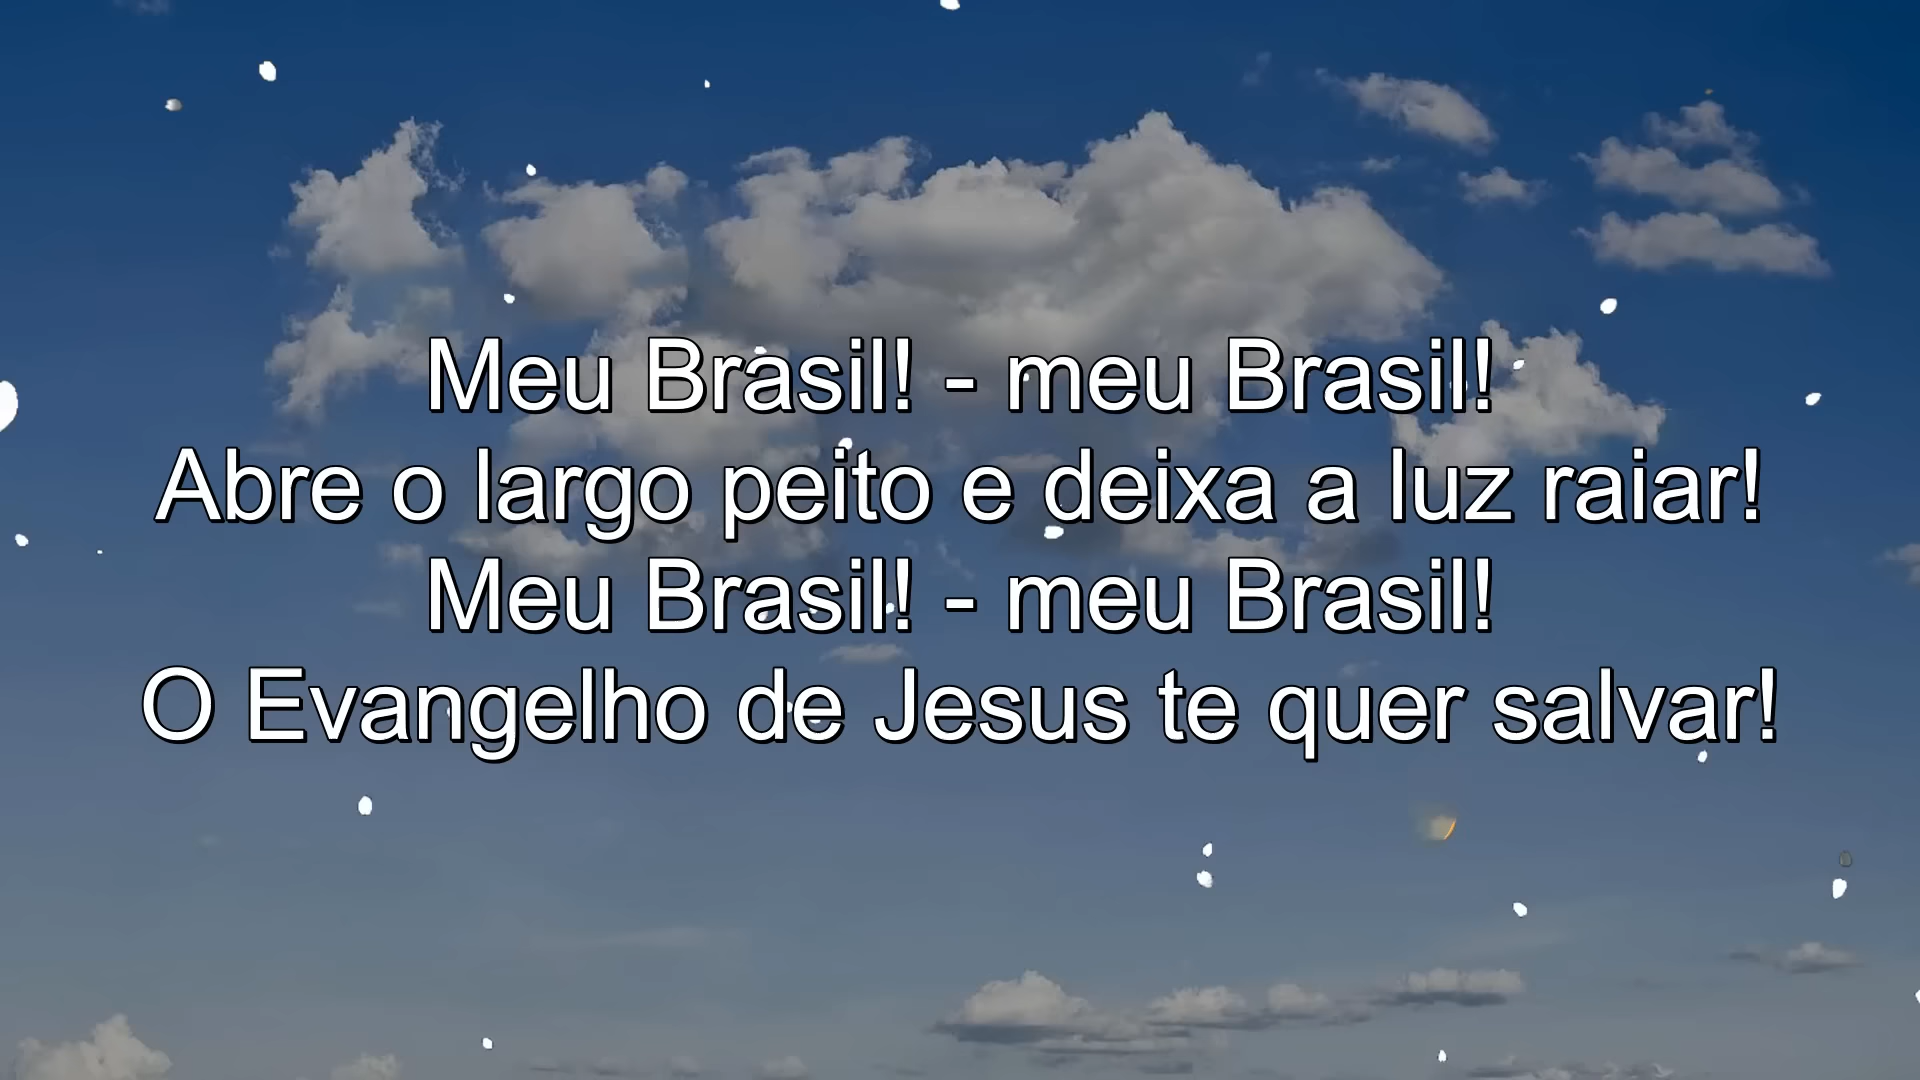 Meu Brasil! - meu Brasil!
Abre o largo peito e deixa a luz raiar!
Meu Brasil! - meu Brasil!
O Evangelho de Jesus te quer salvar!